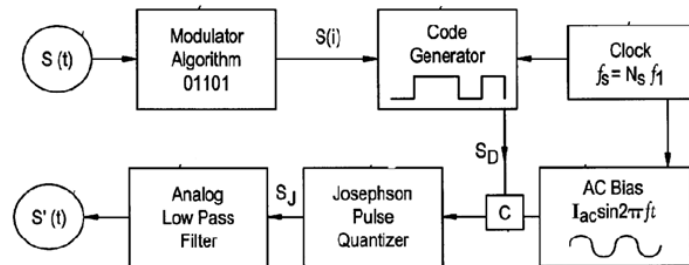 S (t)
Modulator
Algorithm
01101
S(i)
Code
Generator
Clock
fs = Ns f1
SD
S'(t)
Analog
Low Pass
Filter
SJ
Josephson
Pulse
Quantizer
C
AC Bias
Iac sin2πft